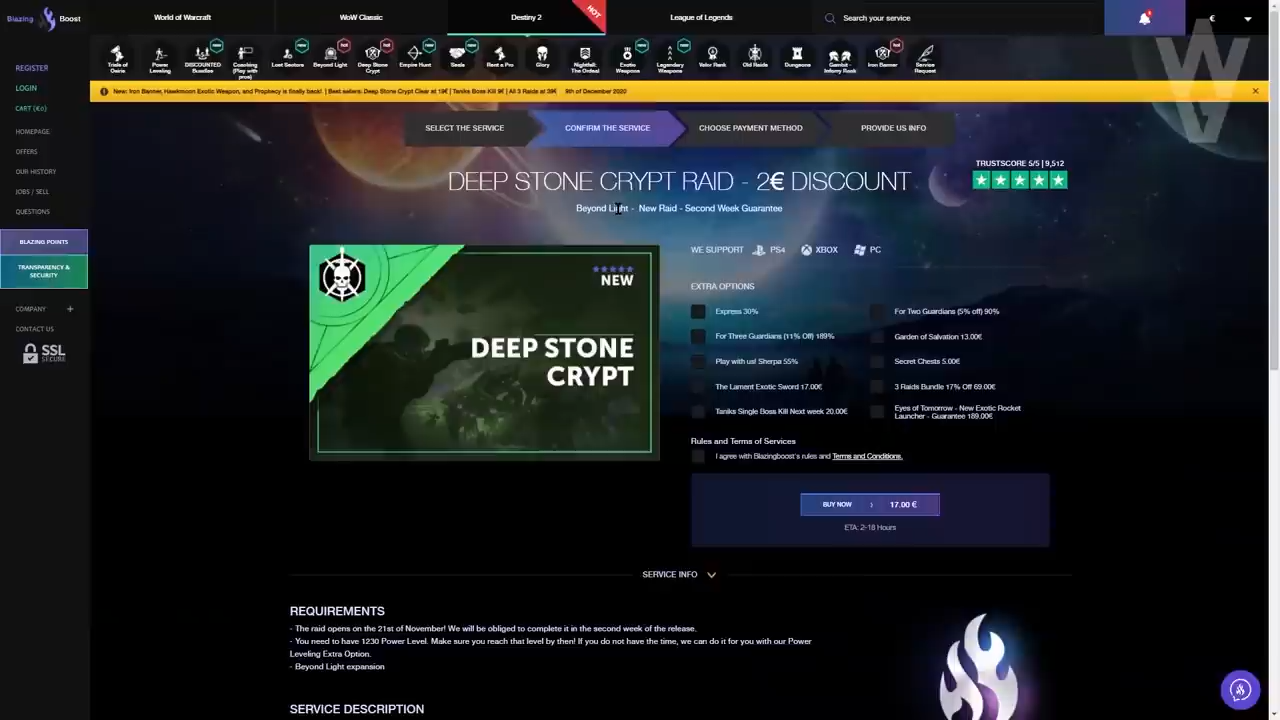 Blazing Boost
World of Warcraft
WoW Classic
Destiny 2
HOT
League of Legends
Search your service
€
REGISTER
LOGIN
CART (€0)
HOMEPAGE
OFFERS
OUR HISTORY
JOBS / SELL
QUESTIONS
BLAZING POINTS
TRANSPARENCY &
SECURITY
COMPANY +
CONTACT US
SSL
SECURE
Trials of
Osiris
Power
Leveling
new
DISCOUNTED
Bundles
Coaching
(Play with
pros)
new
Lost Sectors
hot
Beyond Light
hot
Deep Stone
Crypt
new
Empire Hunt
new
Seals
Rent a Pro
Glory
Nightfall:
The Ordeal
new
Exotic
Weapons
new
Legendary
Weapons
Valor Rank
Old Raids
Dungeons
Gambit -
Infamy Rank
hot
Iron Banner
Service
Request
New: Iron Banner, Hawkmoon Exotic Weapon, and Prophecy is finally back! | Best sellers: Deep Stone Crypt Clear at 19€ | Taniks Boss Kill 9€ | All 3 Raids at 39€ 9th of December 2020
SELECT THE SERVICE
CONFIRM THE SERVICE
CHOOSE PAYMENT METHOD
PROVIDE US INFO
DEEP STONE CRYPT RAID - 2€ DISCOUNT
TRUSTSCORE 5/5 | 9,512
Beyond Light - New Raid - Second Week Guarantee
NEW
DEEP STONE
CRYPT
WE SUPPORT PS4 XBOX PC
EXTRA OPTIONS
Express 30%
For Two Guardians (5% off) 90%
For Three Guardians (11% Off) 189%
Garden of Salvation 13.00€
Play with us! Sherpa 55%
Secret Chests 5.00€
The Lament Exotic Sword 17.00€
3 Raids Bundle 17% Off 69.00€
Taniks Single Boss Kill Next week 20.00€
Eyes of Tomorrow - New Exotic Rocket
Launcher - Guarantee 189.00€
Rules and Terms of Services
I agree with Blazingboost's rules and Terms and Conditions.
BUY NOW 17.00 €
ETA: 2-18 Hours
SERVICE INFO
REQUIREMENTS
- The raid opens on the 21st of November! We will be obliged to complete it in the second week of the release.
- You need to have 1230 Power Level. Make sure you reach that level by then! If you do not have the time, we can do it for you with our Power
Leveling Extra Option.
- Beyond Light expansion
SERVICE DESCRIPTION